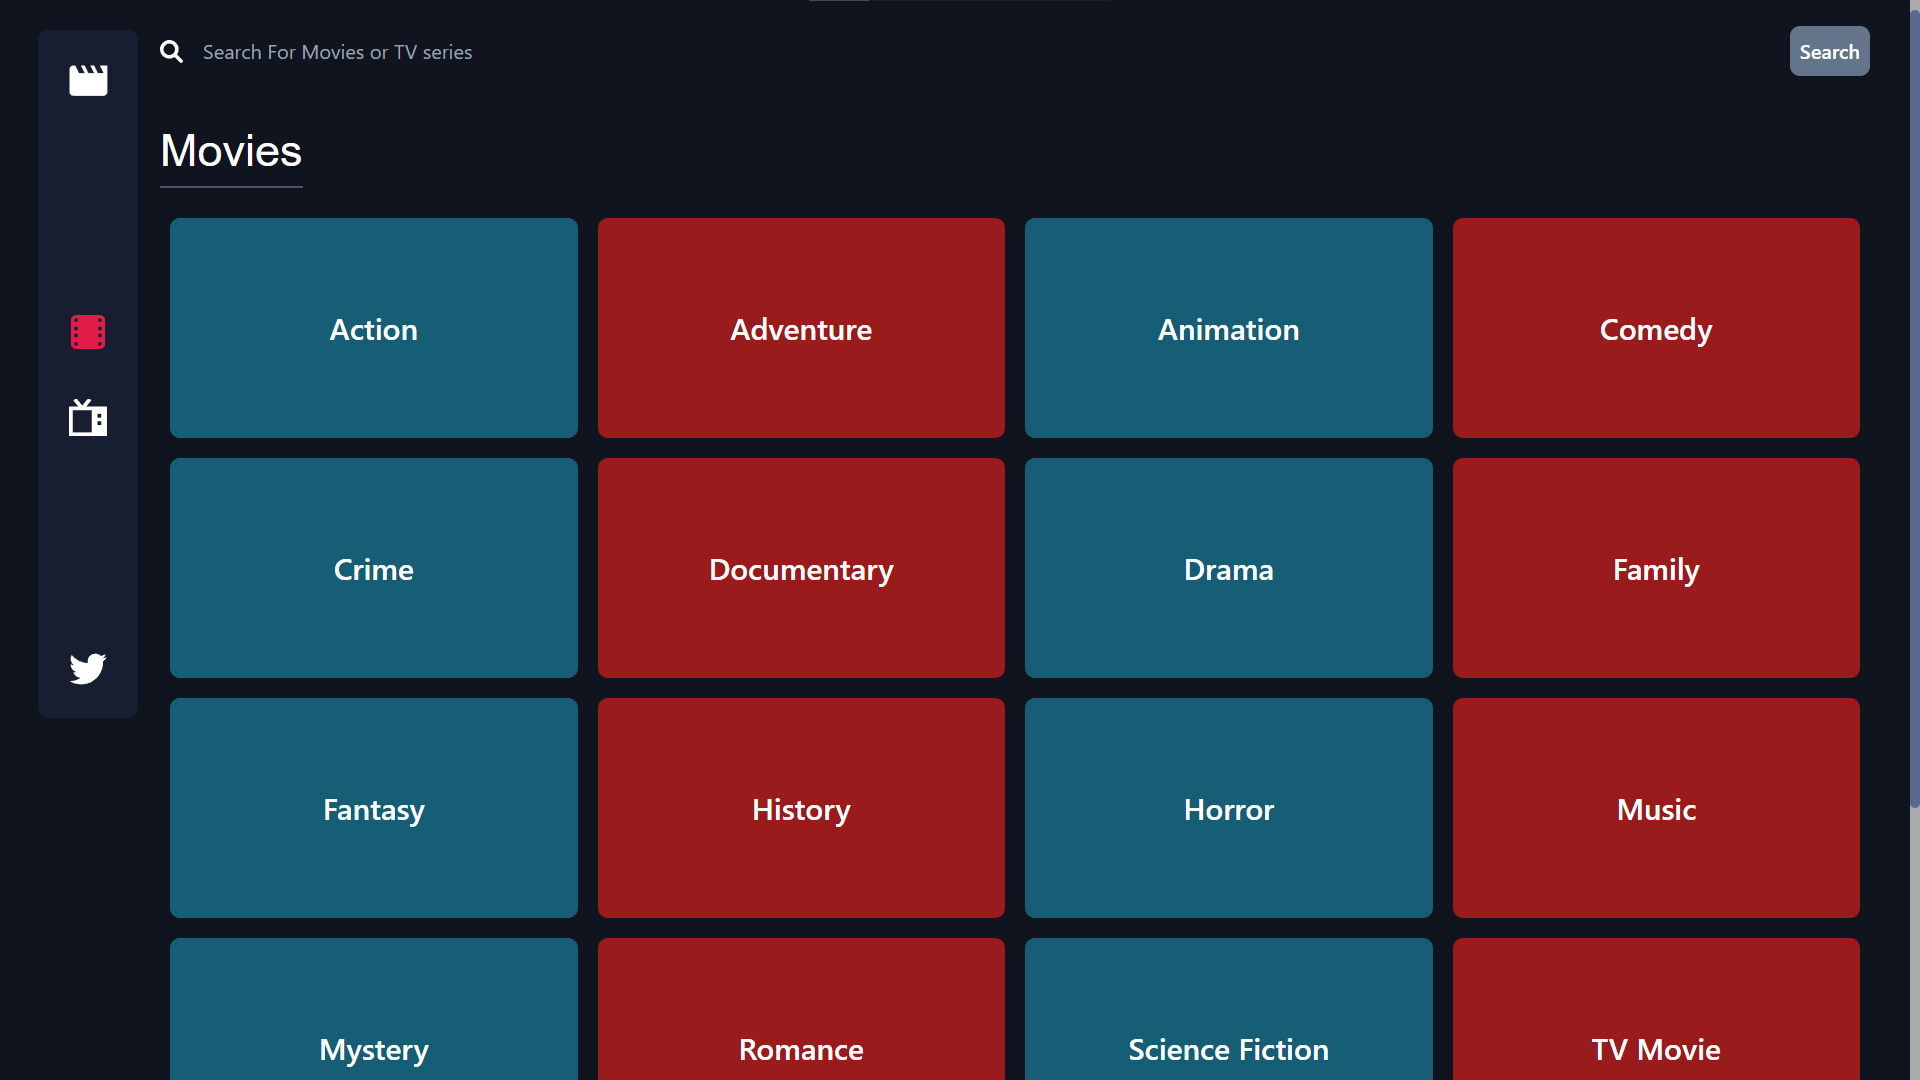 Search For Movies or TV series
Search
Movies
Action
Adventure
Animation
Comedy
Crime
Documentary
Drama
Family
Fantasy
History
Horror
Music
Mystery
Romance
Science Fiction
TV Movie